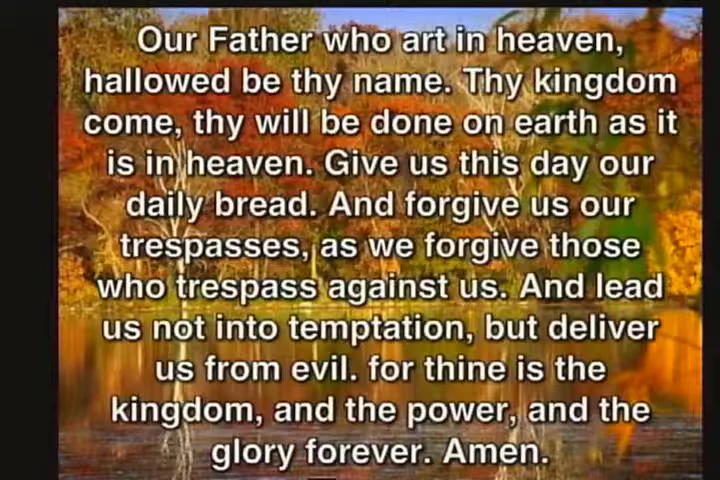 Our Father who art in heaven,
hallowed be thy name. Thy kingdom
come, thy will be done on earth as it
is in heaven. Give us this day our
daily bread. And forgive us our
trespasses, as we forgive those
who trespass against us. And lead
us not into temptation, but deliver
us from evil. for thine is the
kingdom, and the power, and the
glory forever. Amen.